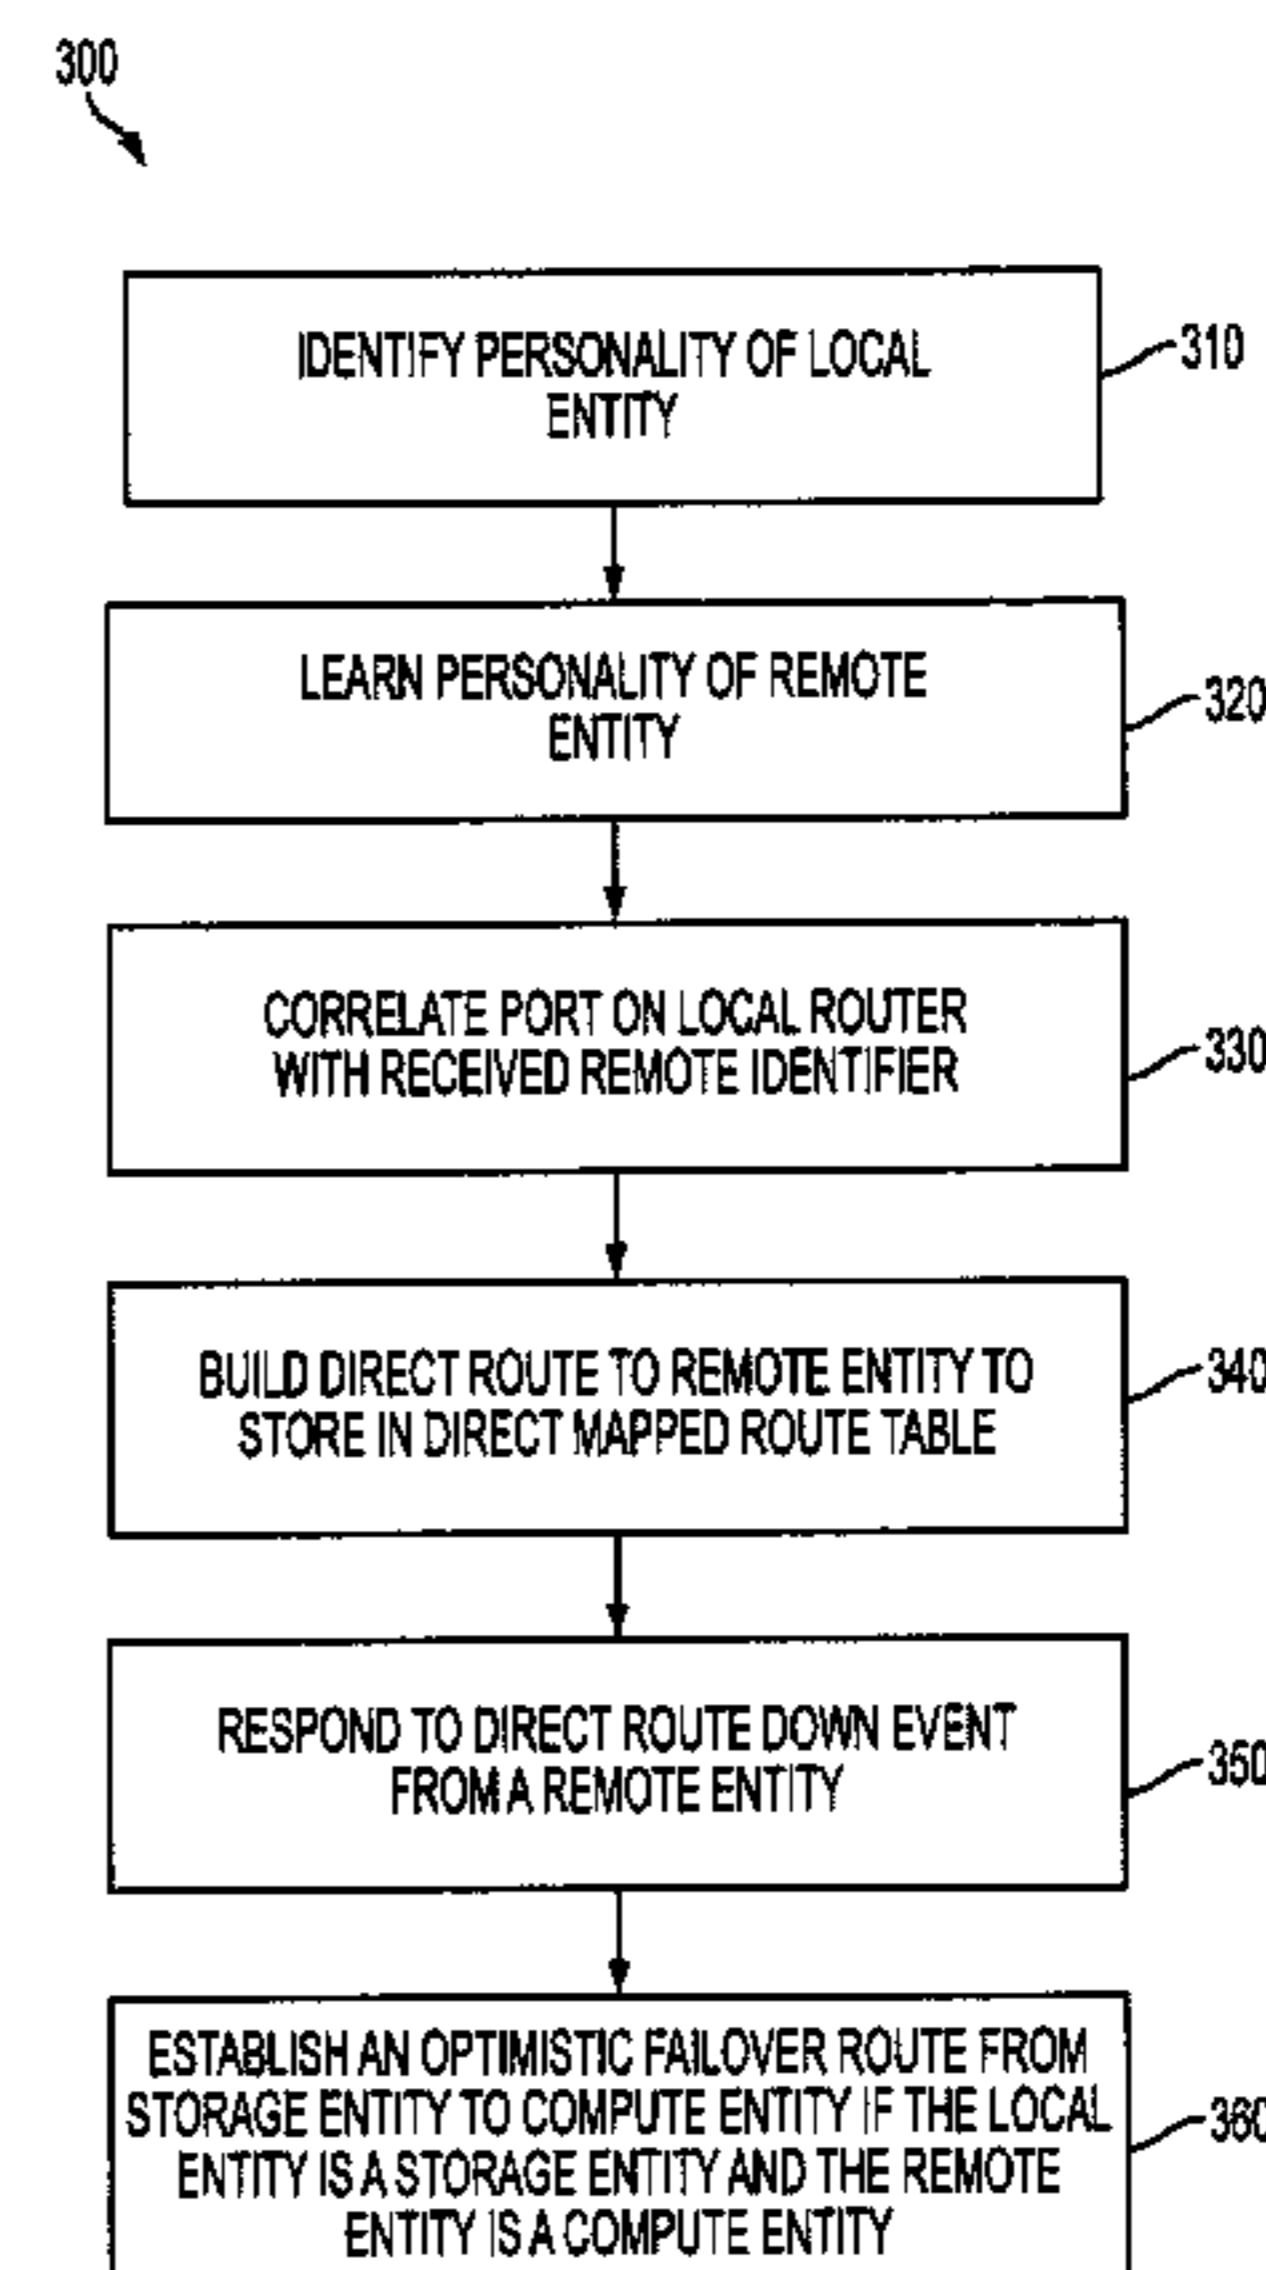 300
IDENTIFY PERSONALITY OF LOCAL
ENTITY
310
LEARN PERSONALITY OF REMOTE
ENTITY
320
CORRELATE PORT ON LOCAL ROUTER
WITH RECEIVED REMOTE IDENTIFIER
330
BUILD DIRECT ROUTE TO REMOTE ENTITY TO
STORE IN DIRECT MAPPED ROUTE TABLE
340
RESPOND TO DIRECT ROUTE DOWN EVENT
FROM A REMOTE ENTITY
350
ESTABLISH AN OPTIMISTIC FAILOVER ROUTE FROM
STORAGE ENTITY TO COMPUTE ENTITY IF THE LOCAL
ENTITY IS A STORAGE ENTITY AND THE REMOTE
ENTITY IS A COMPUTE ENTITY
360